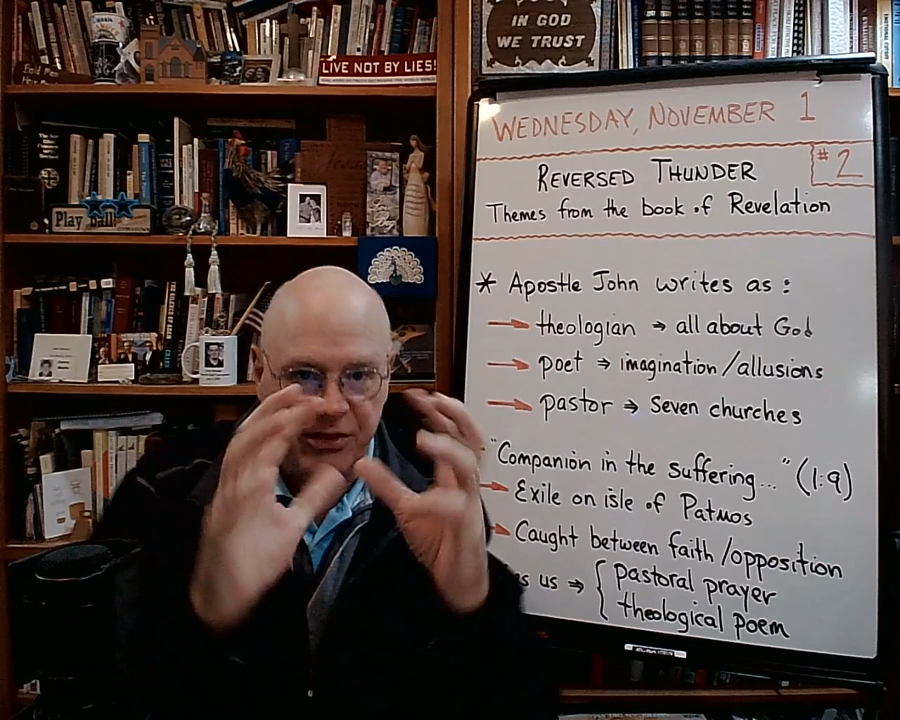 IN GOD
WE TRUST
LIVE NOT BY LIES!
Play ball
WEDNESDAY, NOVEMBER 1
#2
REVERSED THUNDER
Themes from the book of Revelation
* Apostle John writes as:
→ theologian → all about God
→ poet → imagination/allusions
→ pastor → Seven churches
"Companion in the suffering..." (1:9)
→ Exile on isle of Patmos
→ Caught between faith/opposition
us → { pastoral prayer
theological poem